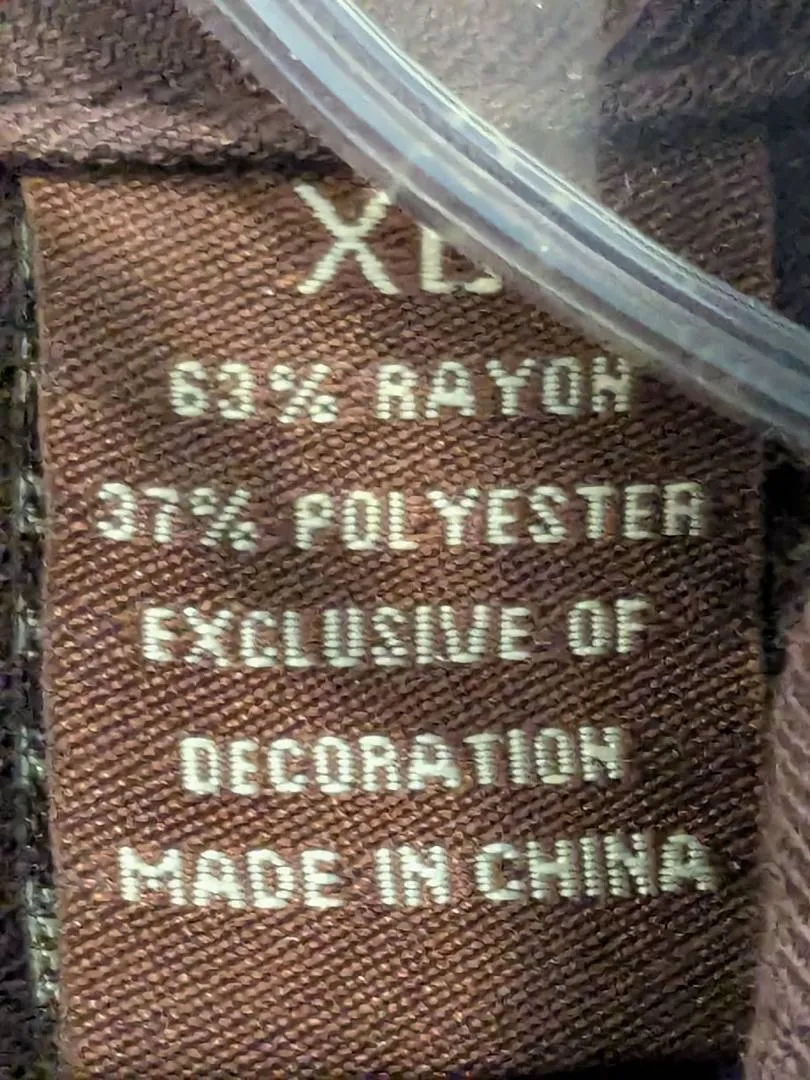 XL
63% RAYON
37% POLYESTER
EXCLUSIVE OF
DECORATION
MADE IN CHINA